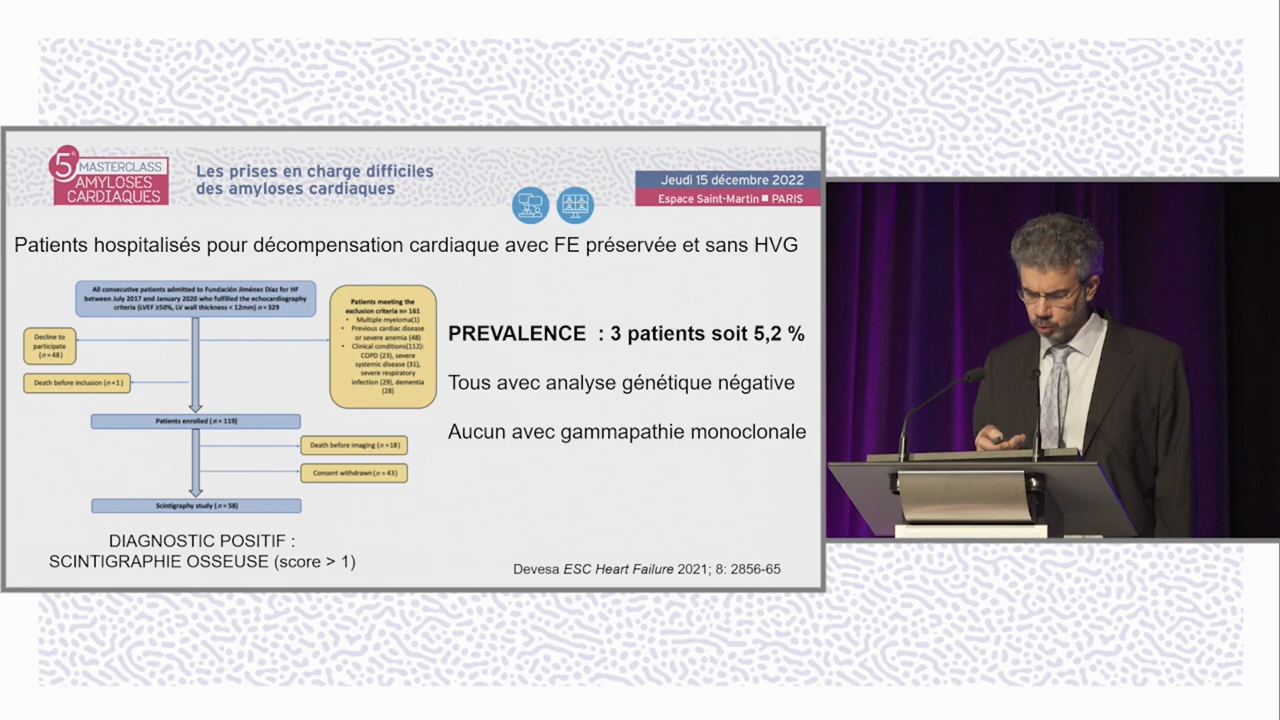 5e MASTERCLASS
AMYLOSES
CARDIAQUES
Les prises en charge difficiles
des amyloses cardiaques
Jeudi 15 décembre 2022
Espace Saint-Martin ■ PARIS
Patients hospitalisés pour décompensation cardiaque avec FE préservée et sans HVG
All consecutive patients admitted to Fundación Jiménez Díaz for HF
between July 2017 and January 2020 who fulfilled the echocardiography
criteria (LVEF ≥50%, LV wall thickness < 12mm) n = 329
Patients meeting the
exclusion criteria n= 161
• Multiple myeloma(1)
• Previous cardiac disease
or severe anemia (48)
• Clinical conditions(112):
COPD (23), severe
systemic disease (31),
severe respiratory
infection (29), dementia
(28)
Decline to
participate
(n = 48)
Death before inclusion (n = 1)
Patients enrolled (n = 119)
Death before imaging (n = 18)
Consent withdrawn (n = 43)
Scintigraphy study (n = 58)
DIAGNOSTIC POSITIF :
SCINTIGRAPHIE OSSEUSE (score > 1)
PREVALENCE : 3 patients soit 5,2 %
Tous avec analyse génétique négative
Aucun avec gammapathie monoclonale
Devesa ESC Heart Failure 2021; 8: 2856-65